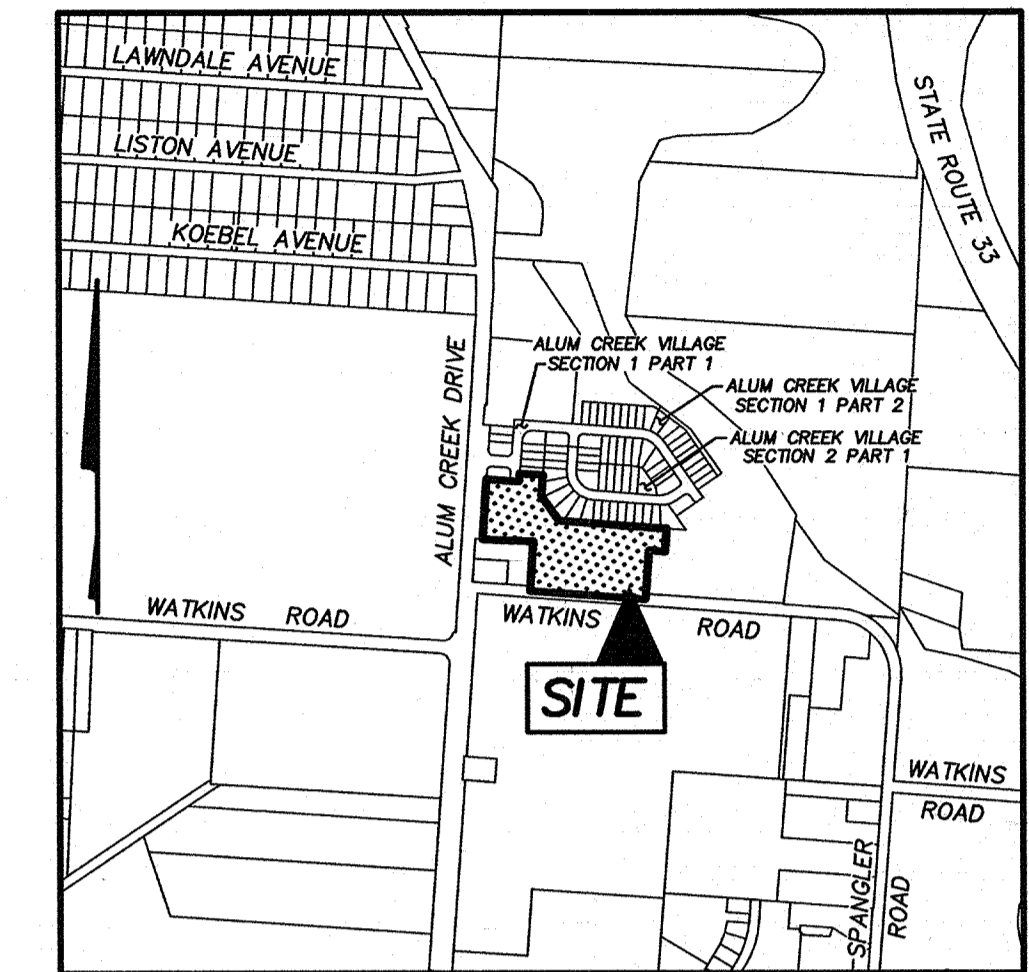 LAWNDALE AVENUE
LISTON AVENUE
KOEBEL AVENUE
STATE ROUTE 33
ALUM CREEK DRIVE
ALUM CREEK VILLAGE
SECTION 1 PART 1
ALUM CREEK VILLAGE
SECTION 1 PART 2
ALUM CREEK VILLAGE
SECTION 2 PART 1
WATKINS ROAD
WATKINS ROAD
SITE
WATKINS
ROAD
SPANGLER
ROAD